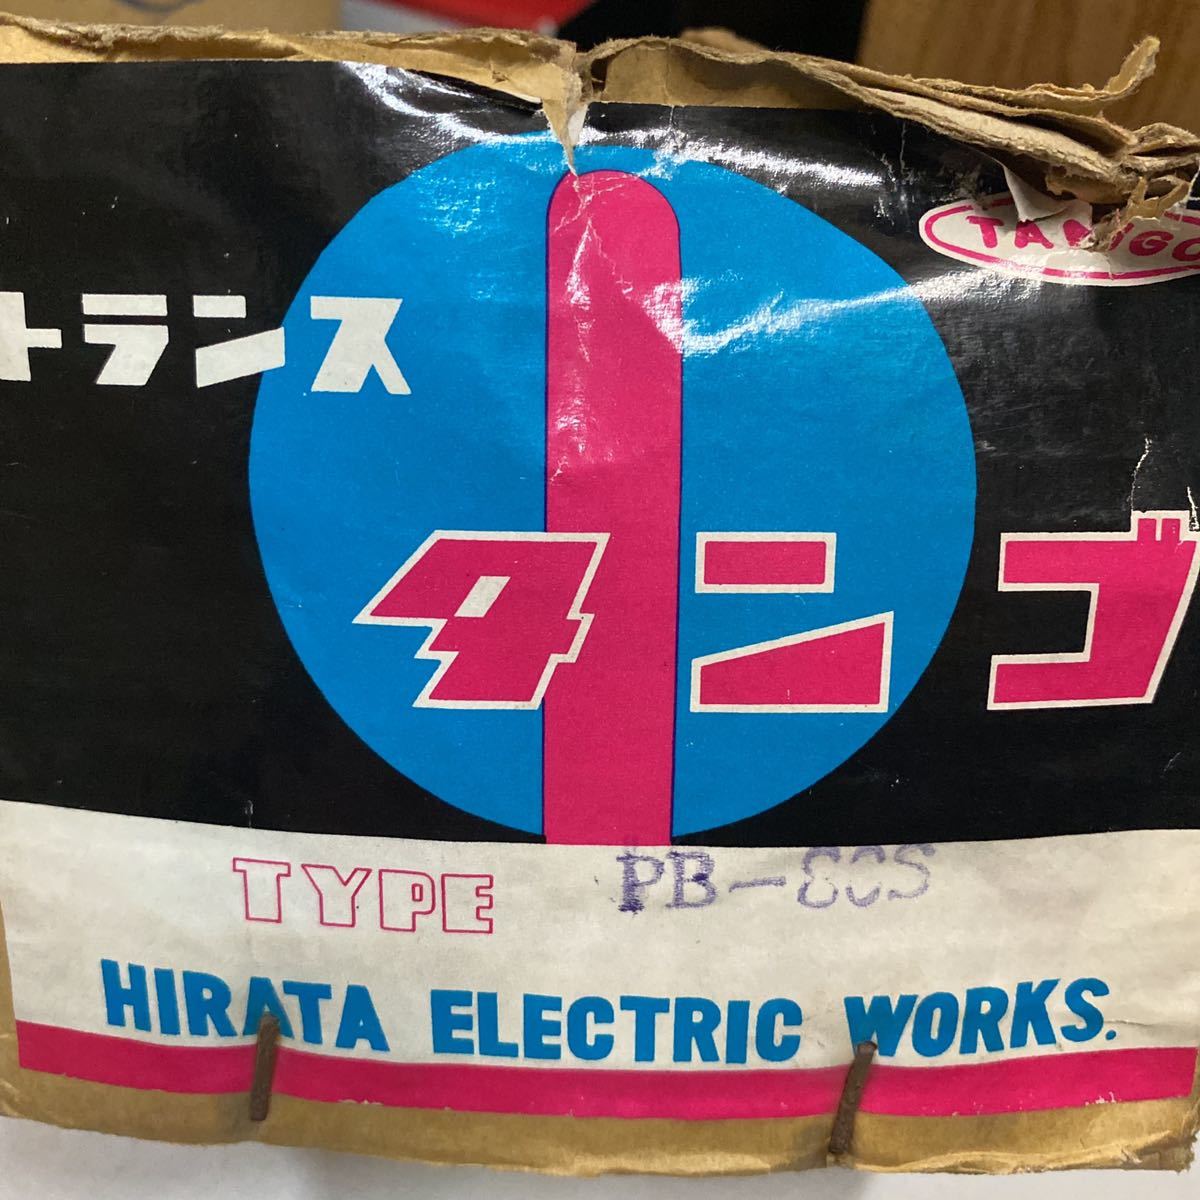 TANGO
トランス
タンゴ
TYPE PB-80S
HIRATA ELECTRIC WORKS.